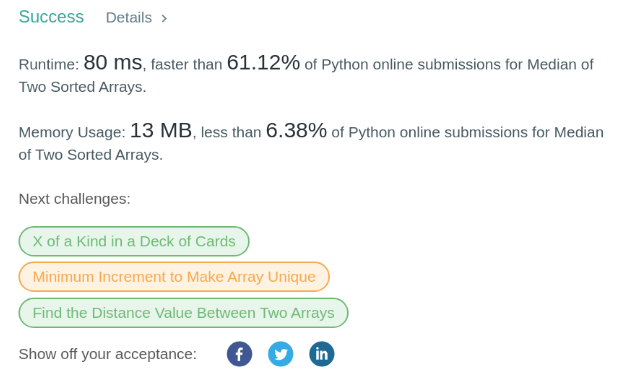 Success Details >
Runtime: 80 ms, faster than 61.12% of Python online submissions for Median of
Two Sorted Arrays.
Memory Usage: 13 MB, less than 6.38% of Python online submissions for Median
of Two Sorted Arrays.
Next challenges:
X of a Kind in a Deck of Cards
Minimum Increment to Make Array Unique
Find the Distance Value Between Two Arrays
Show off your acceptance: